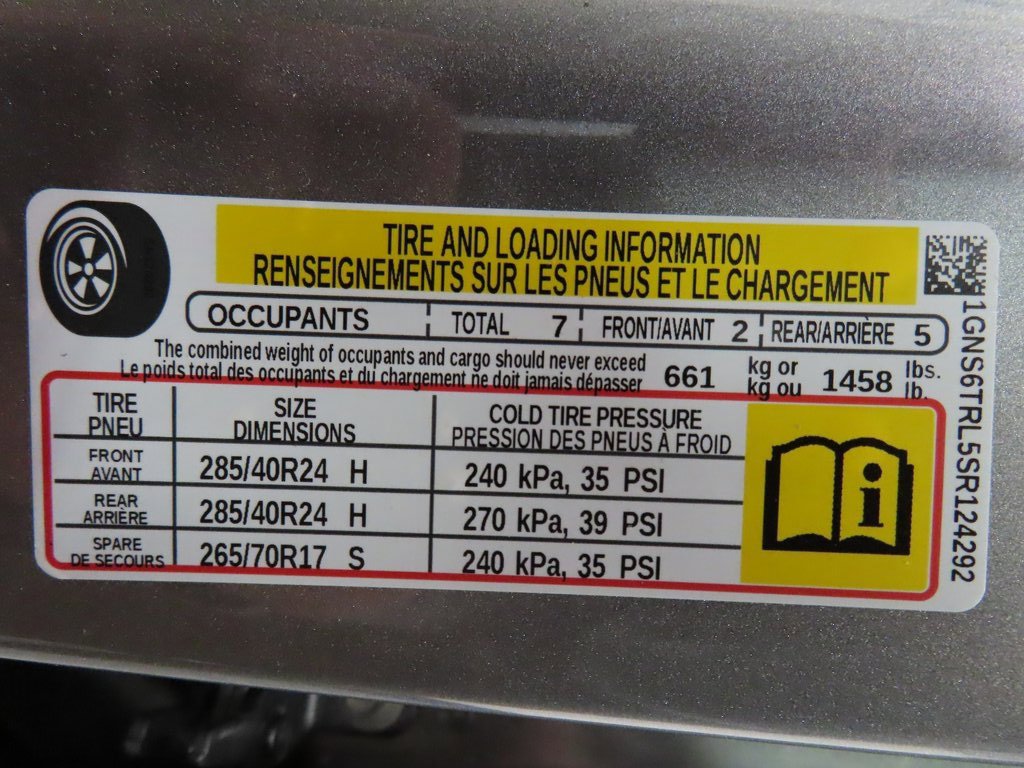 TIRE AND LOADING INFORMATION
RENSEIGNEMENTS SUR LES PNEUS ET LE CHARGEMENT
OCCUPANTS TOTAL 7 FRONT/AVANT 2 REAR/ARRIÈRE 5
The combined weight of occupants and cargo should never exceed 661 kg or 1458 lbs.
Le poids total des occupants et du chargement ne doit jamais dépasser kg ou lb.
TIRE SIZE COLD TIRE PRESSURE
PNEU DIMENSIONS PRESSION DES PNEUS À FROID
FRONT
AVANT 285/40R24 H 240 kPa, 35 PSI
REAR
ARRIÈRE 285/40R24 H 270 kPa, 39 PSI
SPARE
DE SECOURS 265/70R17 S 240 kPa, 35 PSI
i
1GNS6TRL5SR124292